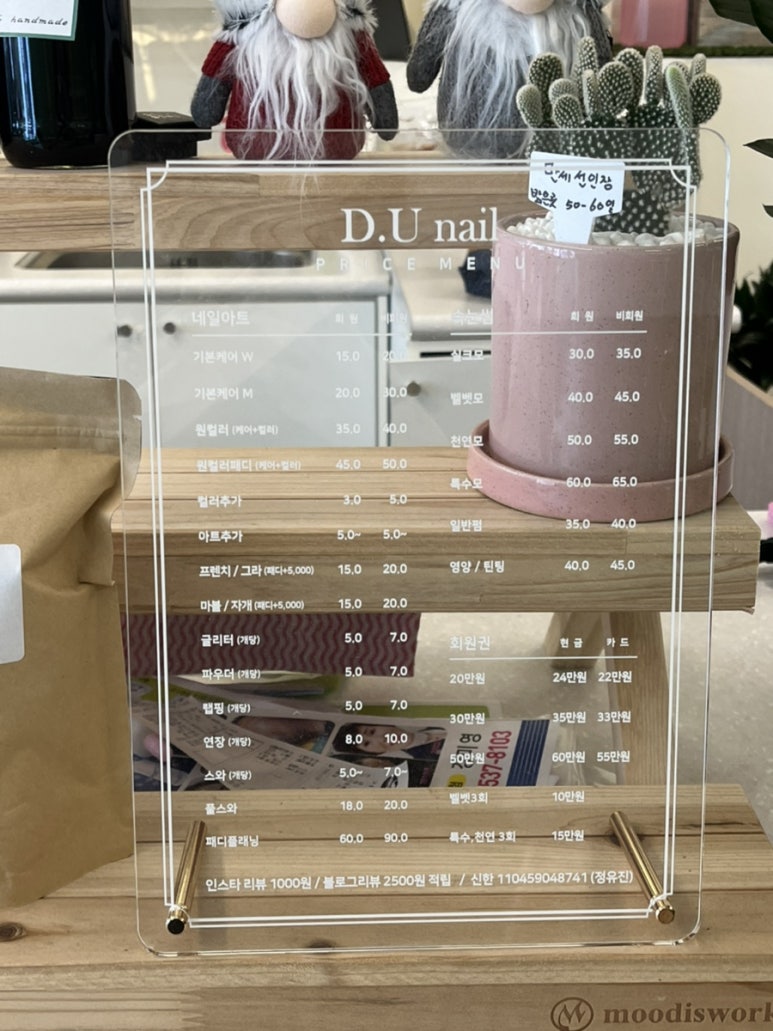 handmade
단세선인장
밝은곳 50-60일
D.U nail
PRICE MENU
네일아트 회원 비회원
기본케어 W 15.0 20.0
기본케어 M 20.0 30.0
원컬러 (케어+컬러) 35.0 40.0
원컬러패디 (케어+컬러) 45.0 50.0
컬러추가 3.0 5.0
아트추가 5.0~ 5.0~
프렌치 / 그라 (패디+5,000) 15.0 20.0
마블 / 자개 (패디+5,000) 15.0 20.0
글리터 (개당) 5.0 7.0
파우더 (개당) 5.0 7.0
랩핑 (개당) 5.0 7.0
연장 (개당) 8.0 10.0
스와 (개당) 5.0~ 7.0~
풀스와 18.0 20.0
패디플래닝 60.0 90.0
속눈썹 회원 비회원
실크모 30.0 35.0
벨벳모 40.0 45.0
천연모 50.0 55.0
특수모 60.0 65.0
일반펌 35.0 40.0
영양 / 틴팅 40.0 45.0
회원권 현금 카드
20만원 24만원 22만원
30만원 35만원 33만원
50만원 60만원 55만원
벨벳3회 10만원
특수,천연 3회 15만원
인스타 리뷰 1000원 / 블로그리뷰 2500원 적립 / 신한 110459048741 (정유진)
537-8103
moodiswork